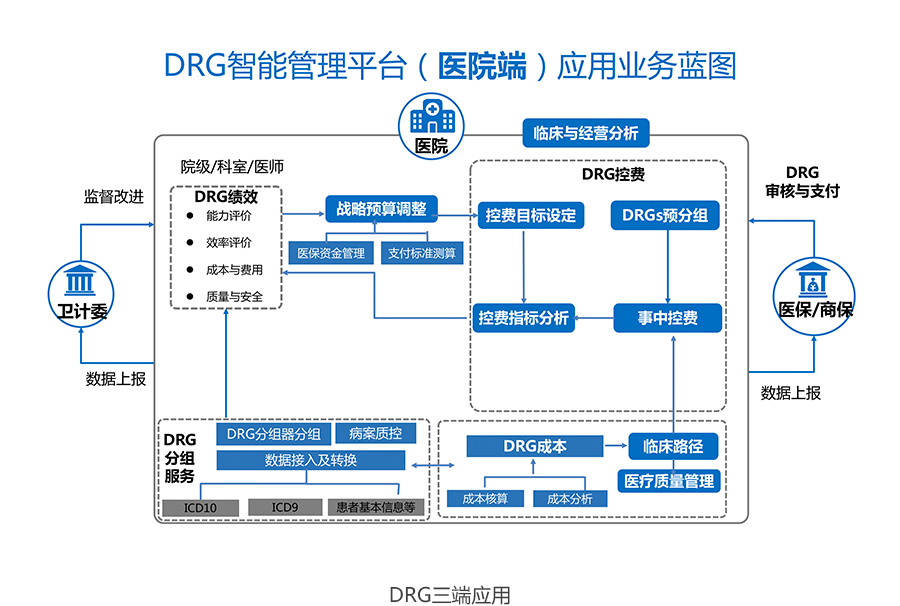 DRG智能管理平台（医院端）应用业务蓝图
医院
临床与经营分析
院级/科室/医师
DRG绩效
● 能力评价
● 效率评价
● 成本与费用
● 质量与安全
战略预算调整
医保资金管理
支付标准测算
DRG控费
控费目标设定
DRGs预分组
控费指标分析
事中控费
监督改进
卫计委
数据上报
DRG
审核与支付
医保/商保
数据上报
DRG
分组
服务
DRG分组器分组
病案质控
数据接入及转换
ICD10
ICD9
患者基本信息等
DRG成本
成本核算
成本分析
临床路径
医疗质量管理
DRG三端应用